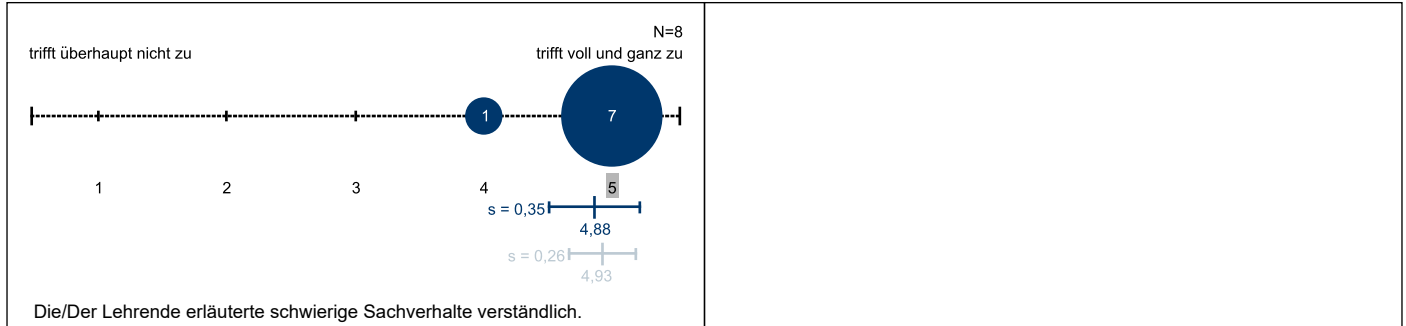 N=8
trifft überhaupt nicht zu trifft voll und ganz zu
1 7
1 2 3 4 5
s = 0,35
4,88
s = 0,26
4,93
Die/Der Lehrende erläuterte schwierige Sachverhalte verständlich.